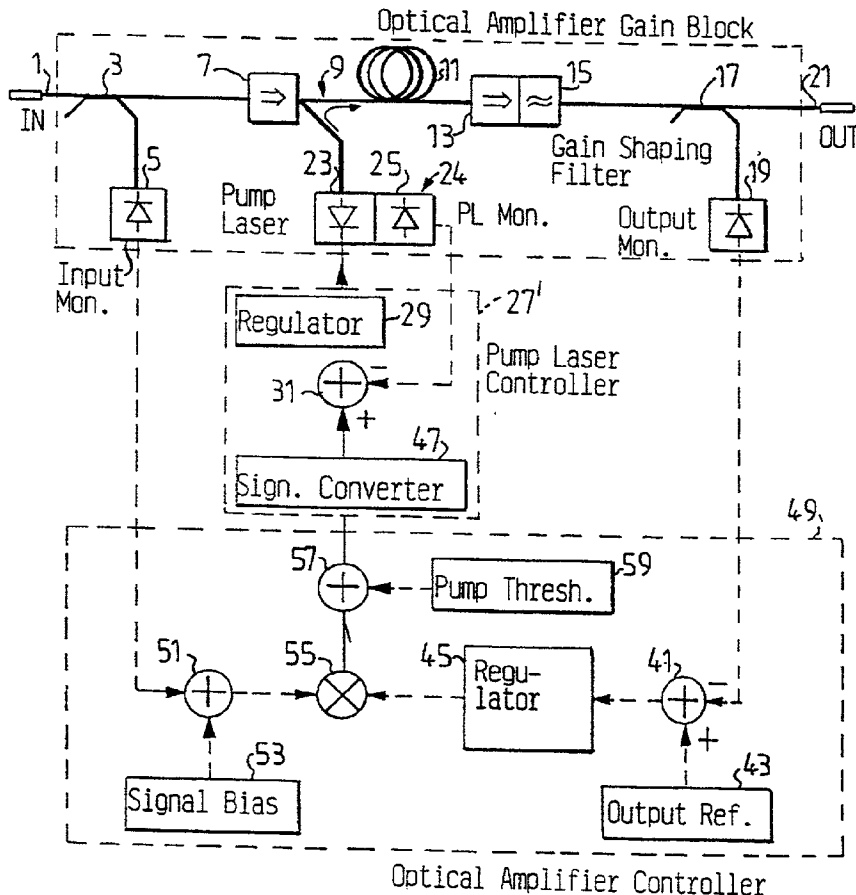 Optical Amplifier Gain Block
1
3
7
9
11
15
17
21
IN
13
OUT
Gain Shaping
Filter
5
23
25
24
19
Pump
Laser
PL Mon.
Output
Mon.
Input
Mon.
27'
Regulator
29
Pump Laser
Controller
31
-
+
47
Sign. Converter
49
57
59
Pump Thresh.
51
55
45
Regu-
lator
41
-
+
53
Signal Bias
43
Output Ref.
Optical Amplifier Controller